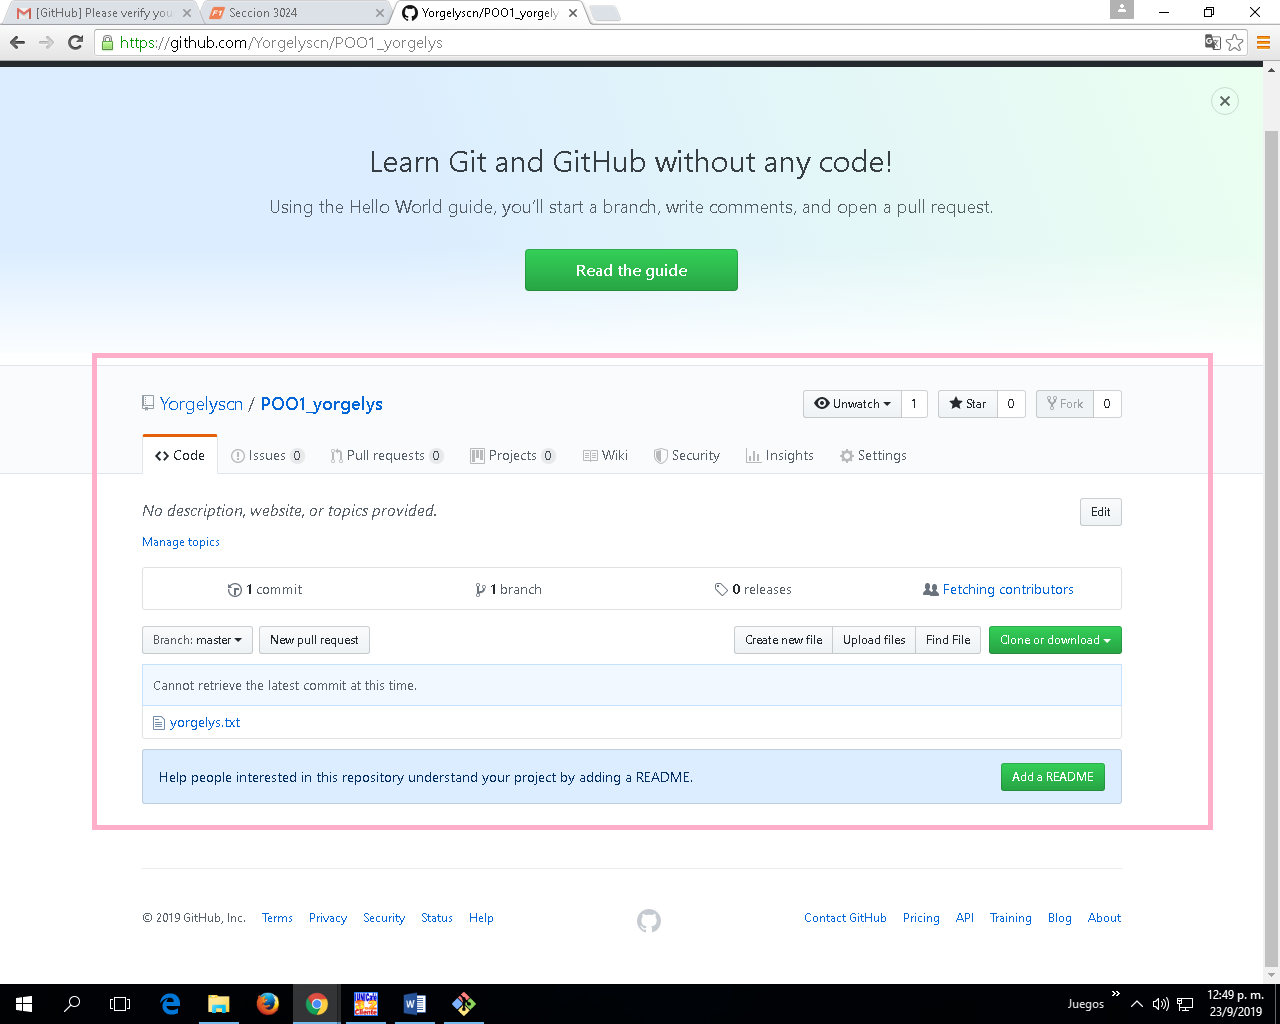 [GitHub] Please verify you
Seccion 3024
Yorgelyscn/POO1_yorgely
https://github.com/Yorgelyscn/POO1_yorgelys
Learn Git and GitHub without any code!
Using the Hello World guide, you’ll start a branch, write comments, and open a pull request.
Read the guide
Yorgelyscn / POO1_yorgelys
Unwatch 1 Star 0 Fork 0
Code Issues 0 Pull requests 0 Projects 0 Wiki Security Insights Settings
No description, website, or topics provided.
Edit
Manage topics
1 commit 1 branch 0 releases Fetching contributors
Branch: master New pull request Create new file Upload files Find File Clone or download
Cannot retrieve the latest commit at this time.
yorgelys.txt
Help people interested in this repository understand your project by adding a README.
Add a README
© 2019 GitHub, Inc. Terms Privacy Security Status Help Contact GitHub Pricing API Training Blog About
Juegos
12:49 p. m.
23/9/2019